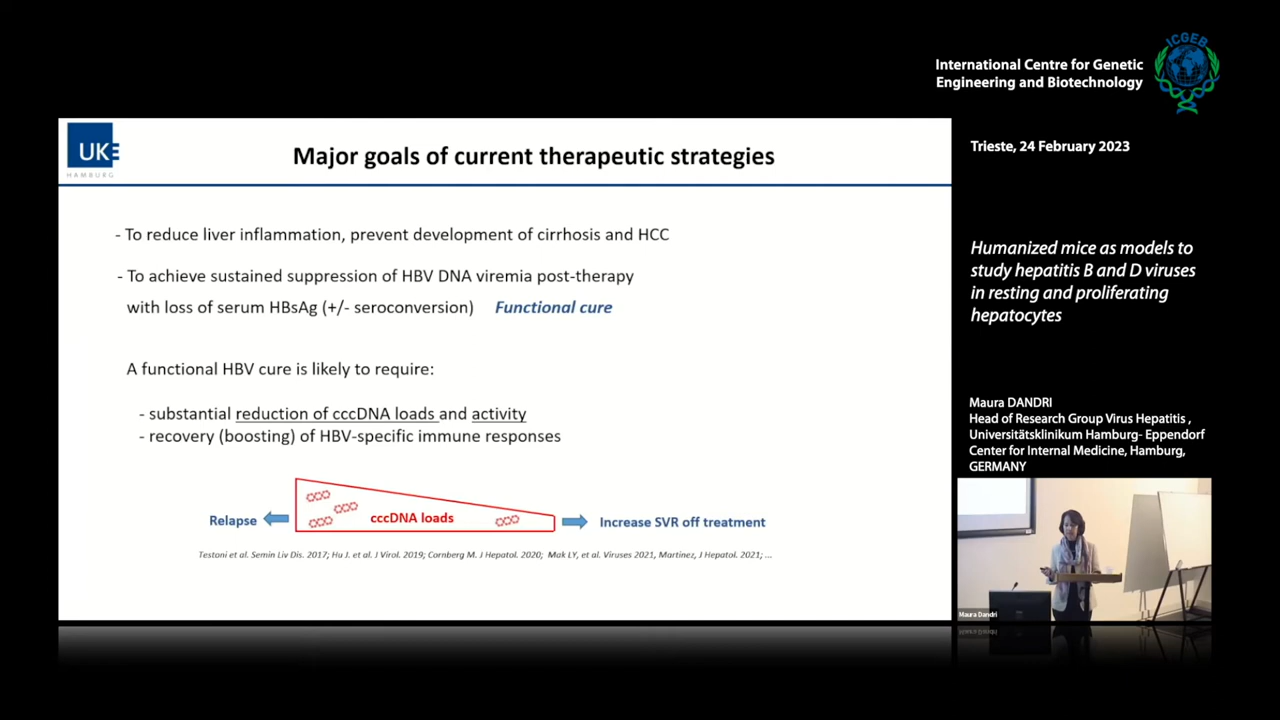 ICGEB
International Centre for Genetic
Engineering and Biotechnology
Trieste, 24 February 2023
UKE
HAMBURG
Major goals of current therapeutic strategies
- To reduce liver inflammation, prevent development of cirrhosis and HCC
- To achieve sustained suppression of HBV DNA viremia post-therapy
with loss of serum HBsAg (+/- seroconversion) Functional cure
A functional HBV cure is likely to require:
- substantial reduction of cccDNA loads and activity
- recovery (boosting) of HBV-specific immune responses
Relapse cccDNA loads Increase SVR off treatment
Testoni et al. Semin Liv Dis. 2017; Hu J. et al. J Virol. 2019; Cornberg M. J Hepatol. 2020; Mak LY, et al. Viruses 2021, Martinez, J Hepatol. 2021; ...
Humanized mice as models to
study hepatitis B and D viruses
in resting and proliferating
hepatocytes
Maura DANDRI
Head of Research Group Virus Hepatitis ,
Universitätsklinikum Hamburg- Eppendorf
Center for Internal Medicine, Hamburg,
GERMANY
Maura Dandri